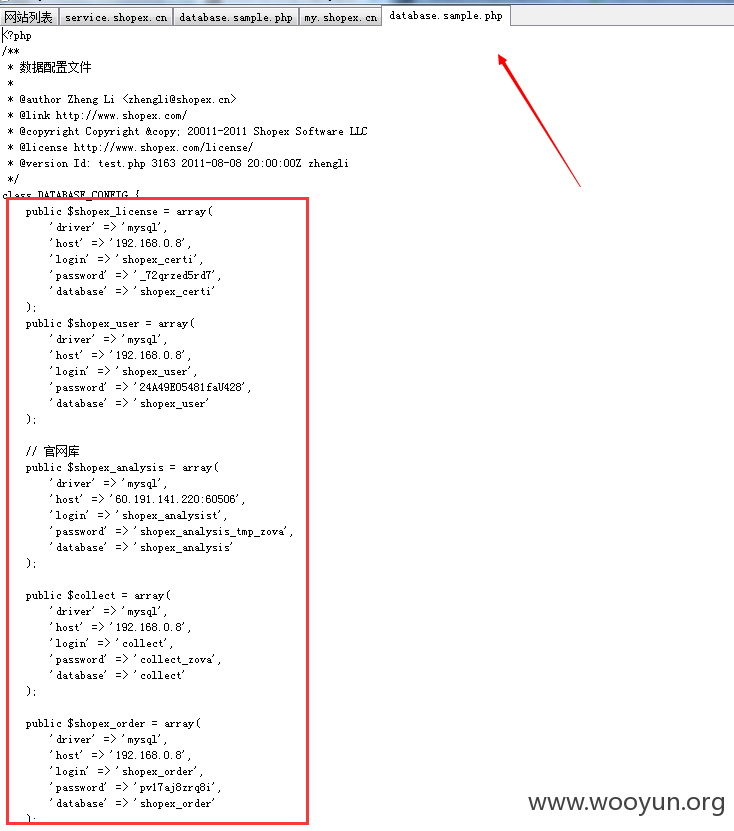 网站列表 service.shopex.cn database.sample.php my.shopex.cn database.sample.php
<?php
/**
* 数据配置文件
*
* @author Zheng Li <zhengli@shopex.cn>
* @link http://www.shopex.com/
* @copyright Copyright &copy; 20011-2011 Shopex Software LLC
* @license http://www.shopex.com/license/
* @version Id: test.php 3163 2011-08-08 20:00:00Z zhengli
*/
class DATABASE_CONFIG {
public $shopex_license = array(
'driver' => 'mysql',
'host' => '192.168.0.8',
'login' => 'shopex_certi',
'password' => '_72qrzed5rd7',
'database' => 'shopex_certi'
);
public $shopex_user = array(
'driver' => 'mysql',
'host' => '192.168.0.8',
'login' => 'shopex_user',
'password' => '24A49E05481faU428',
'database' => 'shopex_user'
);
// 官网库
public $shopex_analysis = array(
'driver' => 'mysql',
'host' => '60.191.141.220:60506',
'login' => 'shopex_analysist',
'password' => 'shopex_analysis_tmp_zova',
'database' => 'shopex_analysis'
);
public $collect = array(
'driver' => 'mysql',
'host' => '192.168.0.8',
'login' => 'collect',
'password' => 'collect_zova',
'database' => 'collect'
);
public $shopex_order = array(
'driver' => 'mysql',
'host' => '192.168.0.8',
'login' => 'shopex_order',
'password' => 'pv17aj8zrq8i',
'database' => 'shopex_order'
);
www.wooyun.org